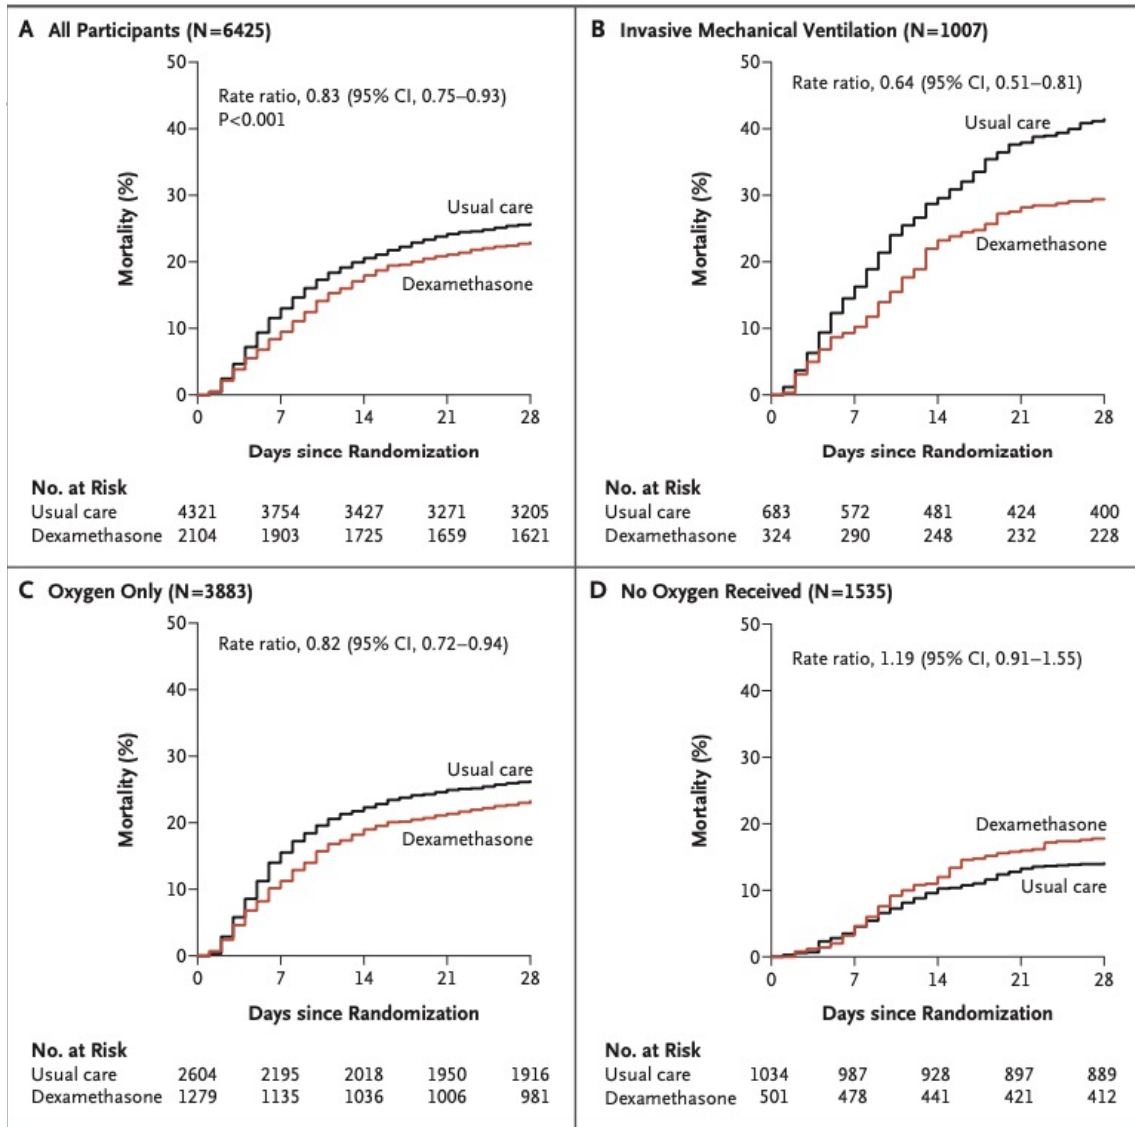 A All Participants (N=6425)
50
40
30
20
10
0
Mortality (%)
Rate ratio, 0.83 (95% CI, 0.75–0.93)
P<0.001
Usual care
Dexamethasone
0 7 14 21 28
Days since Randomization
No. at Risk
Usual care 4321 3754 3427 3271 3205
Dexamethasone 2104 1903 1725 1659 1621
B Invasive Mechanical Ventilation (N=1007)
50
40
30
20
10
0
Mortality (%)
Rate ratio, 0.64 (95% CI, 0.51–0.81)
Usual care
Dexamethasone
0 7 14 21 28
Days since Randomization
No. at Risk
Usual care 683 572 481 424 400
Dexamethasone 324 290 248 232 228
C Oxygen Only (N=3883)
50
40
30
20
10
0
Mortality (%)
Rate ratio, 0.82 (95% CI, 0.72–0.94)
Usual care
Dexamethasone
0 7 14 21 28
Days since Randomization
No. at Risk
Usual care 2604 2195 2018 1950 1916
Dexamethasone 1279 1135 1036 1006 981
D No Oxygen Received (N=1535)
50
40
30
20
10
0
Mortality (%)
Rate ratio, 1.19 (95% CI, 0.91–1.55)
Dexamethasone
Usual care
0 7 14 21 28
Days since Randomization
No. at Risk
Usual care 1034 987 928 897 889
Dexamethasone 501 478 441 421 412